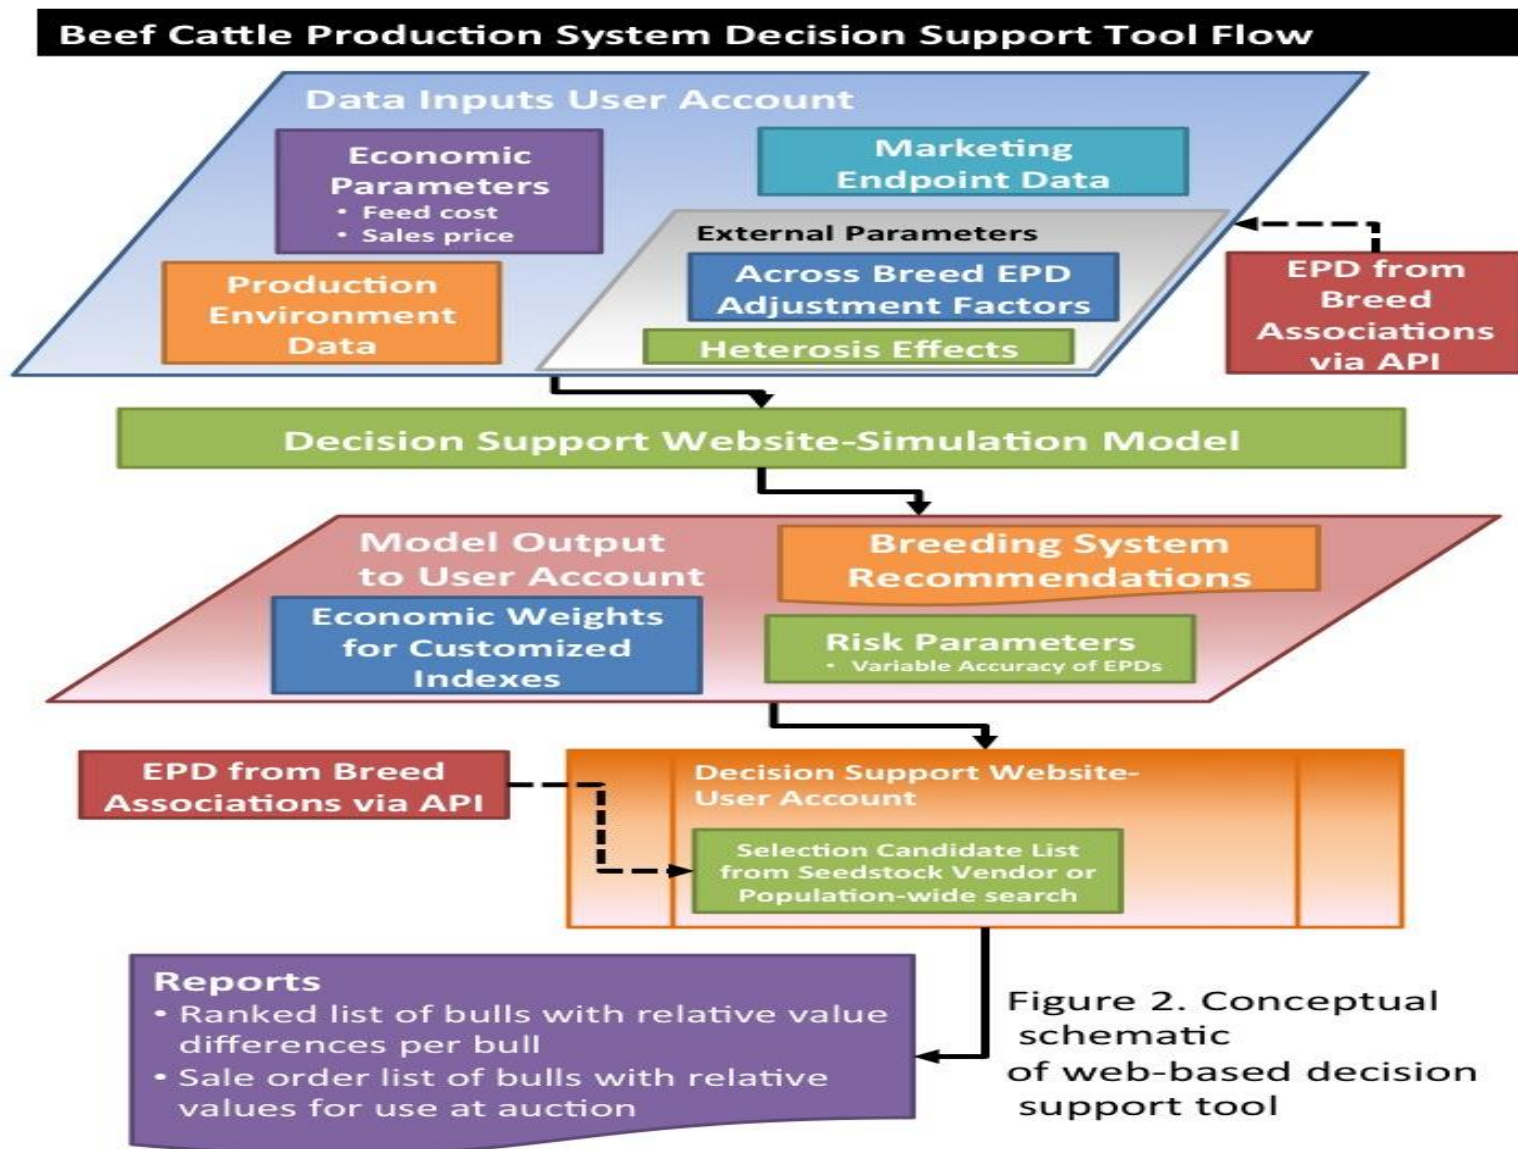 Beef Cattle Production System Decision Support Tool Flow
Data Inputs User Account
Economic
Parameters
• Feed cost
• Sales price
Marketing
Endpoint Data
External Parameters
Across Breed EPD
Adjustment Factors
Heterosis Effects
Production
Environment
Data
EPD from
Breed
Associations
via API
Decision Support Website-Simulation Model
Model Output
to User Account
Breeding System
Recommendations
Economic Weights
for Customized
Indexes
Risk Parameters
• Variable Accuracy of EPDs
EPD from Breed
Associations via API
Decision Support Website-
User Account
Selection Candidate List
from Seedstock Vendor or
Population-wide search
Reports
• Ranked list of bulls with relative value
differences per bull
• Sale order list of bulls with relative
values for use at auction
Figure 2. Conceptual
schematic
of web-based decision
support tool